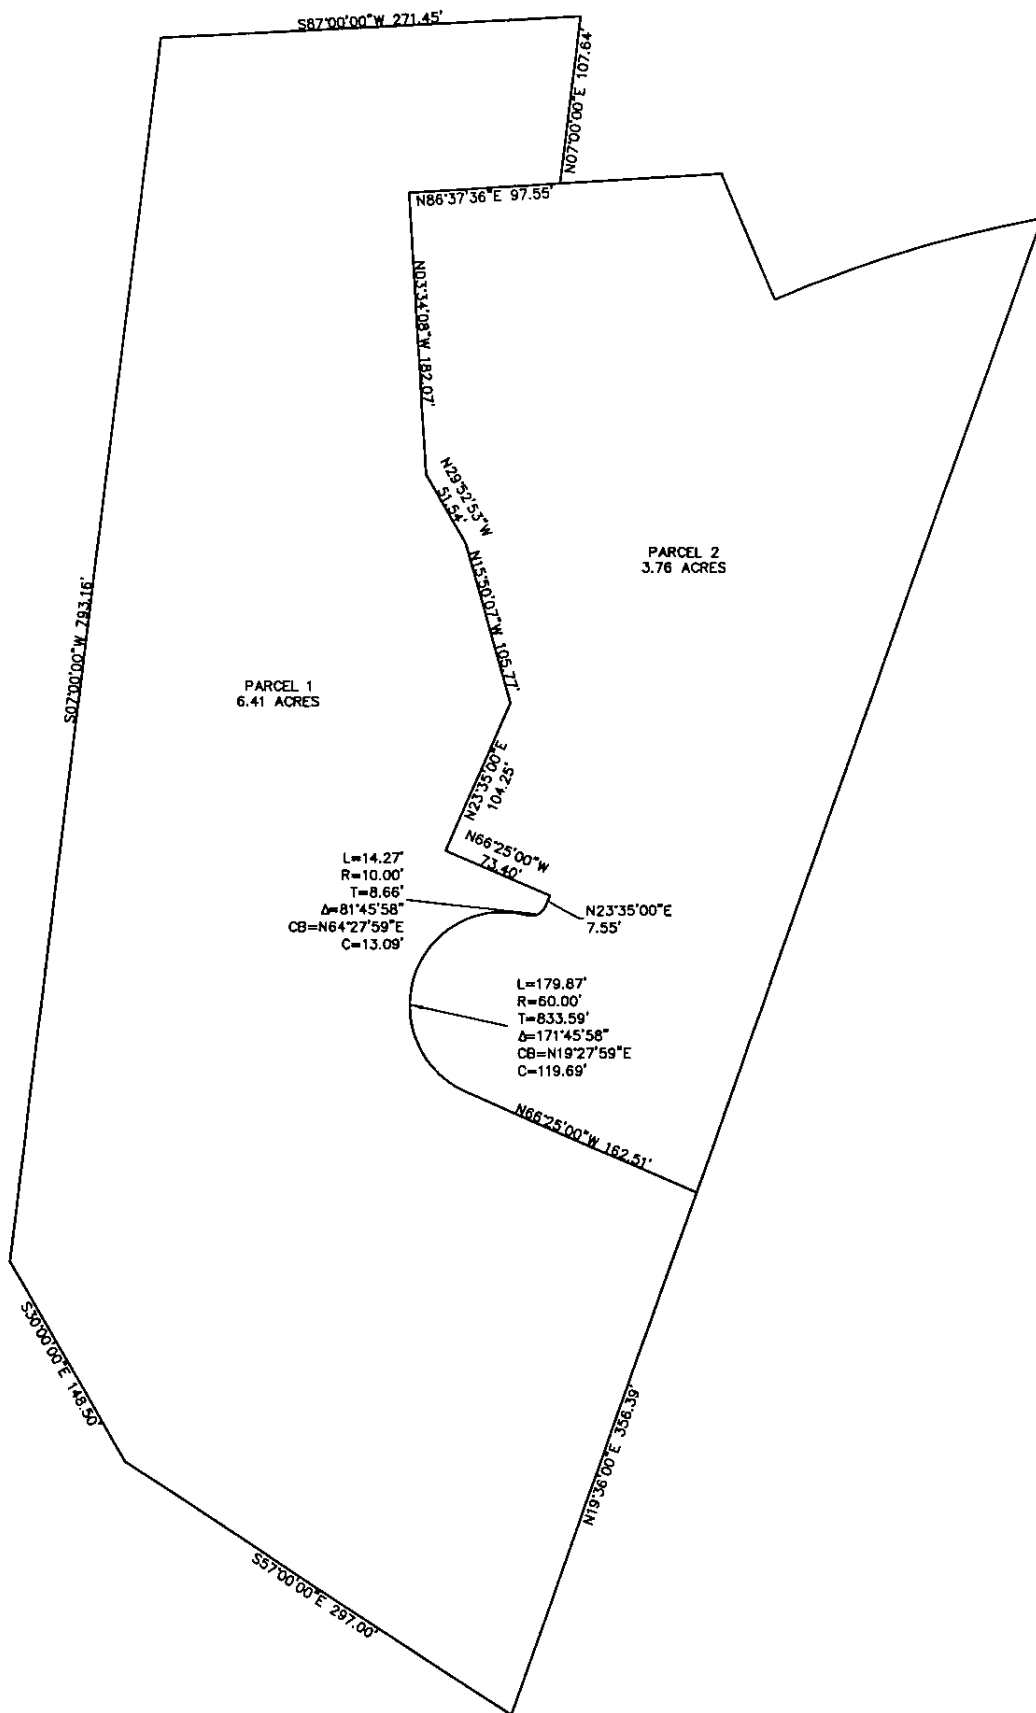 S87°00'00"W 271.45'
N07°00'00"E 107.64'
N86°37'36"E 97.55'
N03°34'08"W 182.07'
N29°52'53"W
51.54'
N15°50'07"W 105.77'
PARCEL 2
3.76 ACRES
S07°00'00"W 793.16'
PARCEL 1
6.41 ACRES
N23°35'00"E
104.25'
N66°25'00"W
73.40'
L=14.27'
R=10.00'
T=8.66'
Δ=81°45'58"
CB=N64°27'59"E
C=13.09'
N23°35'00"E
7.55'
L=179.87'
R=60.00'
T=833.59'
Δ=171°45'58"
CB=N19°27'59"E
C=119.69'
N66°25'00"W 162.51'
S30°00'00"E 148.50'
N19°36'00"E 356.39'
S57°00'00"E 297.00'